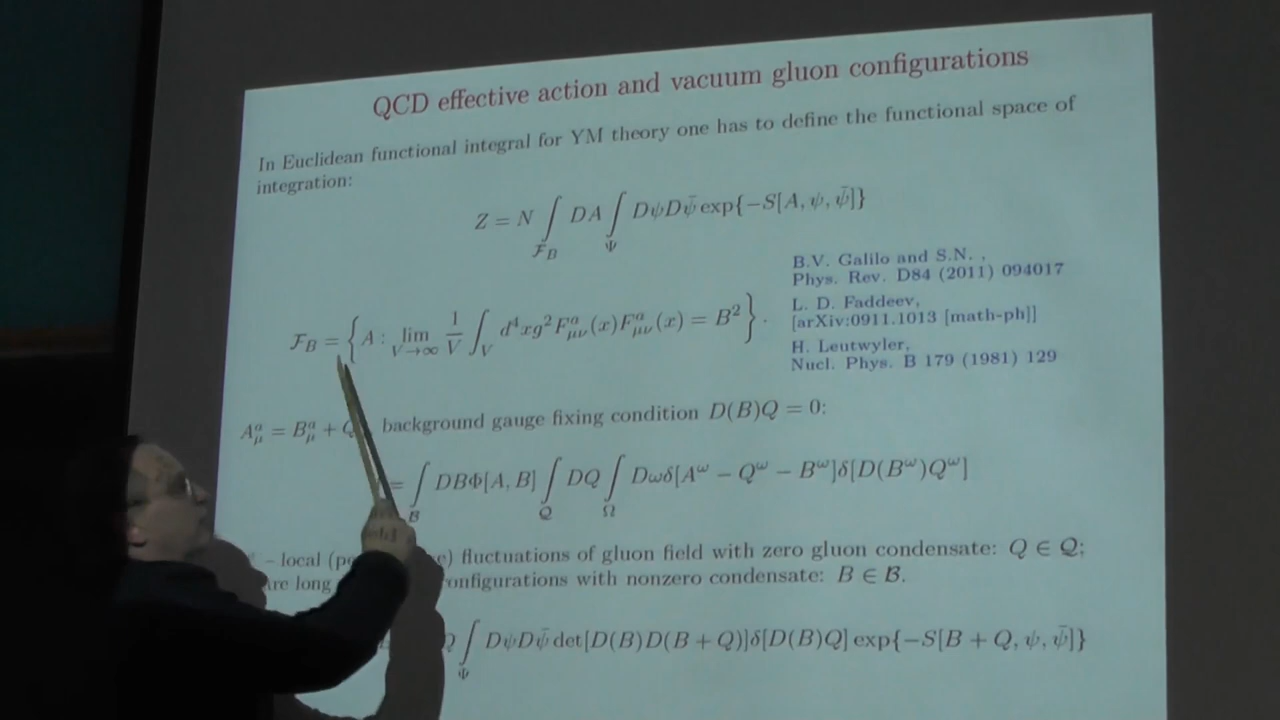 QCD effective action and vacuum gluon configurations
In Euclidean functional integral for YM theory one has to define the functional space of
integration:
Z = N ∫_{F_B} DA ∫_Ψ DψDψ̄ exp{−S[A, ψ, ψ̄]}
B.V. Galilo and S.N. ,
Phys. Rev. D84 (2011) 094017
L. D. Faddeev,
[arXiv:0911.1013 [math-ph]]
H. Leutwyler,
Nucl. Phys. B 179 (1981) 129
F_B = { A : lim_{V→∞} 1/V ∫_V d⁴x g² F^a_{μν}(x) F^a_{μν}(x) = B² } .
A^a_μ = B^a_μ + Q background gauge fixing condition D(B)Q = 0:
= ∫_B DBΦ[A, B] ∫_Q DQ ∫_Ω Dωδ[A^ω − Q^ω − B^ω]δ[D(B^ω)Q^ω]
– local ( ) fluctuations of gluon field with zero gluon condensate: Q ∈ Q;
are long configurations with nonzero condensate: B ∈ B.
Q ∫_Ψ DψDψ̄ det[D(B)D(B + Q)]δ[D(B)Q] exp{−S[B + Q, ψ, ψ̄]}